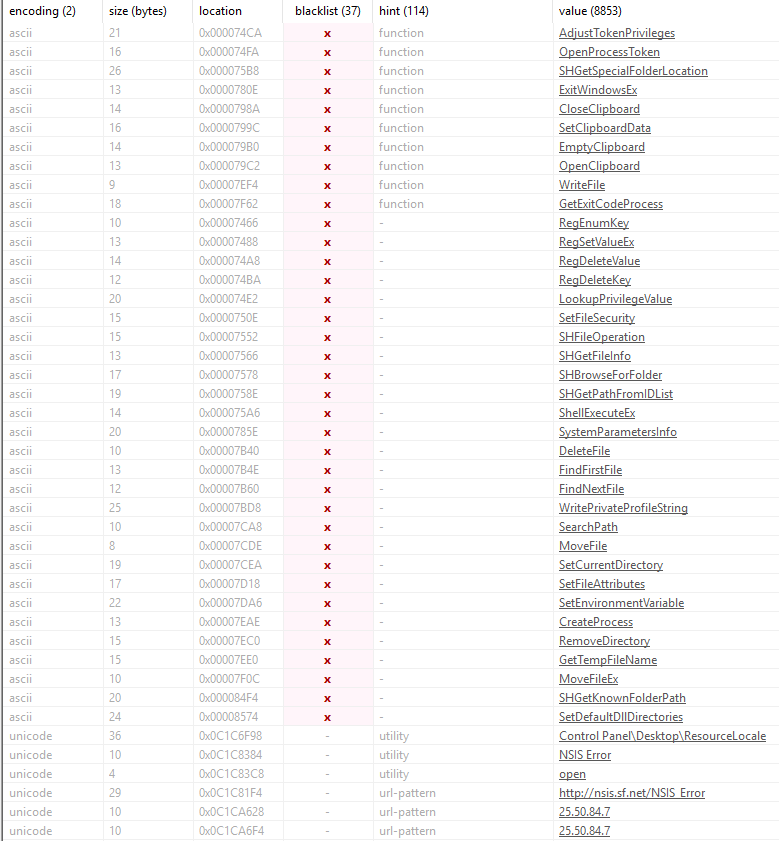 encoding (2) size (bytes) location blacklist (37) hint (114) value (8853)
ascii 21 0x000074CA x function AdjustTokenPrivileges
ascii 16 0x000074FA x function OpenProcessToken
ascii 26 0x000075B8 x function SHGetSpecialFolderLocation
ascii 13 0x0000780E x function ExitWindowsEx
ascii 14 0x0000798A x function CloseClipboard
ascii 16 0x0000799C x function SetClipboardData
ascii 14 0x000079B0 x function EmptyClipboard
ascii 13 0x000079C2 x function OpenClipboard
ascii 9 0x00007EF4 x function WriteFile
ascii 18 0x00007F62 x function GetExitCodeProcess
ascii 10 0x00007466 x - RegEnumKey
ascii 13 0x00007488 x - RegSetValueEx
ascii 14 0x000074A8 x - RegDeleteValue
ascii 12 0x000074BA x - RegDeleteKey
ascii 20 0x000074E2 x - LookupPrivilegeValue
ascii 15 0x0000750E x - SetFileSecurity
ascii 15 0x00007552 x - SHFileOperation
ascii 13 0x00007566 x - SHGetFileInfo
ascii 17 0x00007578 x - SHBrowseForFolder
ascii 19 0x0000758E x - SHGetPathFromIDList
ascii 14 0x000075A6 x - ShellExecuteEx
ascii 20 0x0000785E x - SystemParametersInfo
ascii 10 0x00007B40 x - DeleteFile
ascii 13 0x00007B4E x - FindFirstFile
ascii 12 0x00007B60 x - FindNextFile
ascii 25 0x00007BD8 x - WritePrivateProfileString
ascii 10 0x00007CA8 x - SearchPath
ascii 8 0x00007CDE x - MoveFile
ascii 19 0x00007CEA x - SetCurrentDirectory
ascii 17 0x00007D18 x - SetFileAttributes
ascii 22 0x00007DA6 x - SetEnvironmentVariable
ascii 13 0x00007EAE x - CreateProcess
ascii 15 0x00007EC0 x - RemoveDirectory
ascii 15 0x00007EE0 x - GetTempFileName
ascii 10 0x00007F0C x - MoveFileEx
ascii 20 0x000084F4 x - SHGetKnownFolderPath
ascii 24 0x00008574 x - SetDefaultDllDirectories
unicode 36 0x0C1C6F98 - utility Control Panel\Desktop\ResourceLocale
unicode 10 0x0C1C8384 - utility NSIS Error
unicode 4 0x0C1C83C8 - utility open
unicode 29 0x0C1C81F4 - url-pattern http://nsis.sf.net/NSIS_Error
unicode 10 0x0C1CA628 - url-pattern 25.50.84.7
unicode 10 0x0C1CA6F4 - url-pattern 25.50.84.7